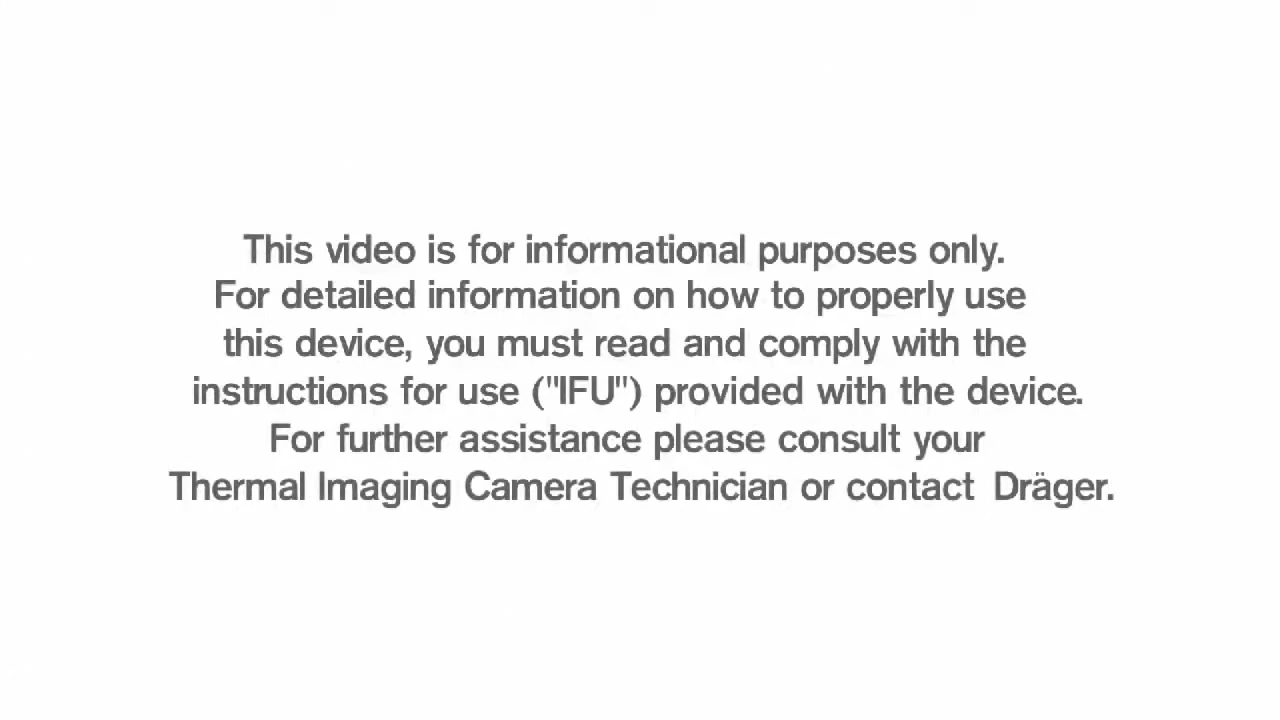 This video is for informational purposes only.
For detailed information on how to properly use
this device, you must read and comply with the
instructions for use ("IFU") provided with the device.
For further assistance please consult your
Thermal Imaging Camera Technician or contact Dräger.